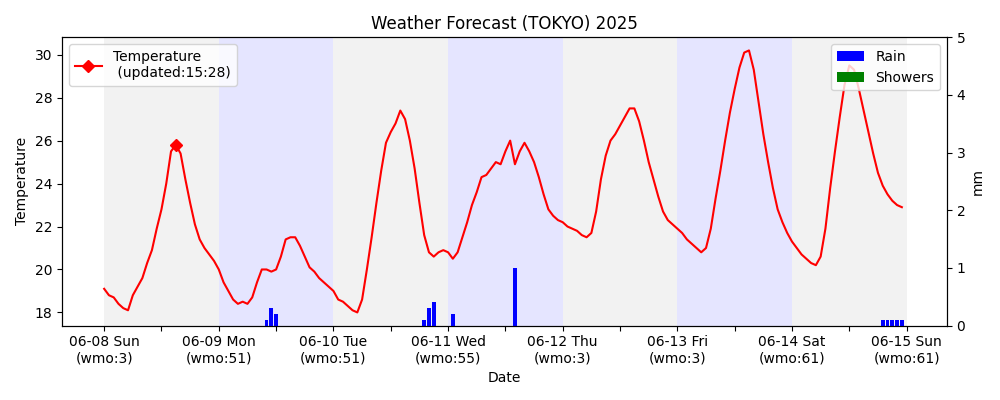 Weather Forecast (TOKYO) 2025
Temperature
(updated:15:28)
Rain
Showers
Temperature
30
28
26
24
22
20
18
5
4
3
2
1
0
mm
06-08 Sun
(wmo:3)
06-09 Mon
(wmo:51)
06-10 Tue
(wmo:51)
06-11 Wed
(wmo:55)
06-12 Thu
(wmo:3)
06-13 Fri
(wmo:3)
06-14 Sat
(wmo:61)
06-15 Sun
(wmo:61)
Date